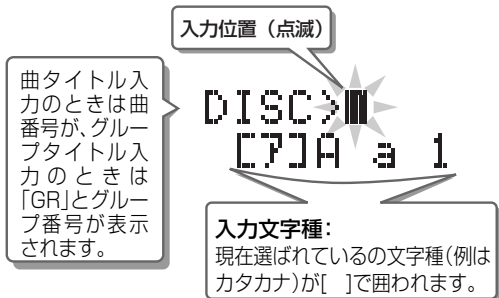 入力位置（点滅）
曲タイトル入
力のときは曲
番号が、グルー
プタイトル入
力のときは
「GR」とグルー
プ番号が表示
されます。
DISC>
[ア]A a 1
入力文字種：
現在選ばれているの文字種（例は
カタカナ）が[ ]で囲われます。